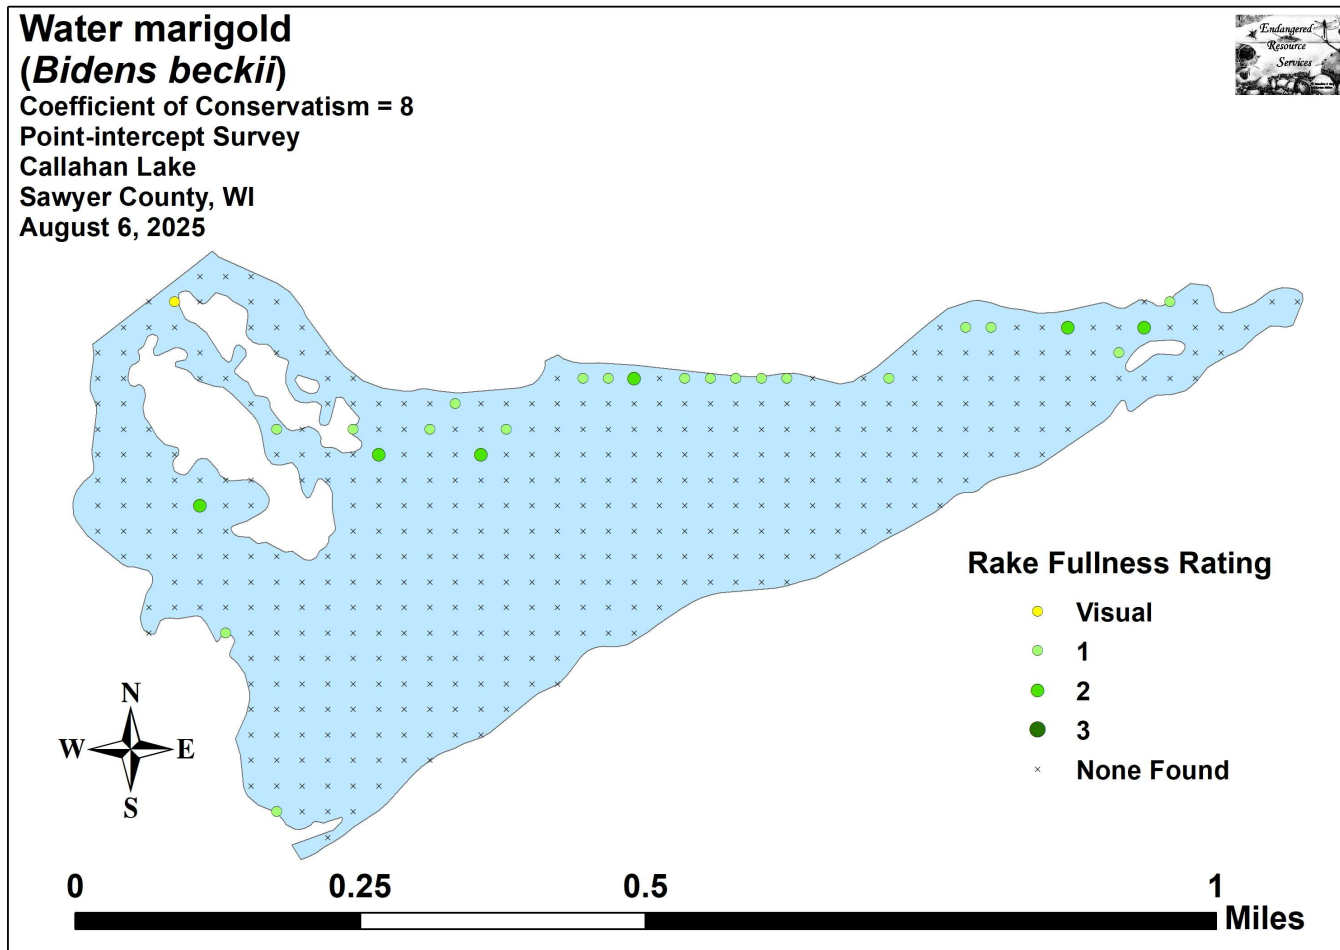 Water marigold
(Bidens beckii)
Coefficient of Conservatism = 8
Point-intercept Survey
Callahan Lake
Sawyer County, WI
August 6, 2025
Endangered
Resource
Services
Rake Fullness Rating
Visual
1
2
3
None Found
N
W E
S
0 0.25 0.5 1
Miles